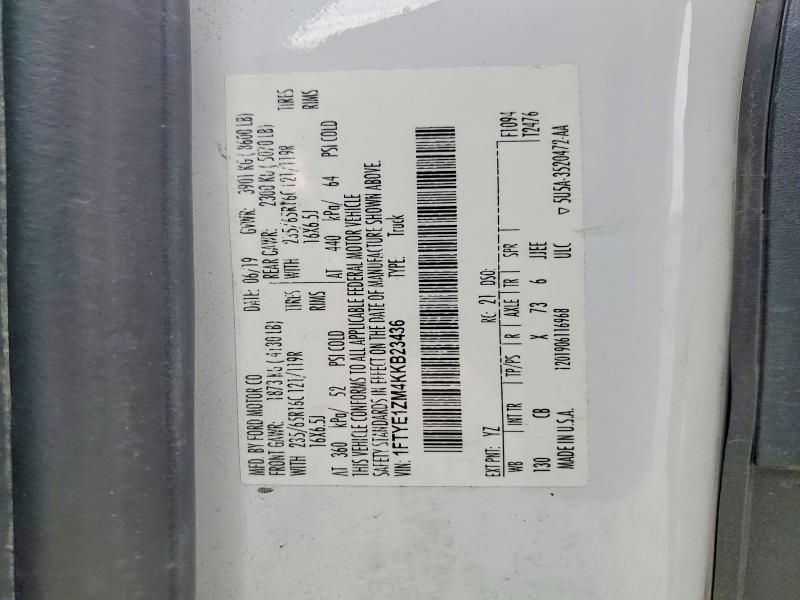 MFD. BY FORD MOTOR CO DATE: 06/19 GVWR: 3901 KG (8600 LB)
FRONT GAWR: 1873 KG (4130 LB) REAR GAWR: 2300 KG (5070 LB)
WITH 235/65R16C 121/119R TIRES WITH 235/65R16C 121/119R TIRES
16X6.5J RIMS 16X6.5J RIMS
AT 360 kPa/ 52 PSI COLD AT 440 kPa/ 64 PSI COLD
THIS VEHICLE CONFORMS TO ALL APPLICABLE FEDERAL MOTOR VEHICLE
SAFETY STANDARDS IN EFFECT ON THE DATE OF MANUFACTURE SHOWN ABOVE.
VIN: 1FTYE1ZM4KKB23436 TYPE: Truck
F1094
EXT PNT: YZ RC: 21 DSO: T2476
WB INT TR TP/PS R AXLE TR SPR
130 CB X 73 6 JJEE
MADE IN U.S.A. 1201906116968 ULC ▽ 5U5A-3520472-AA